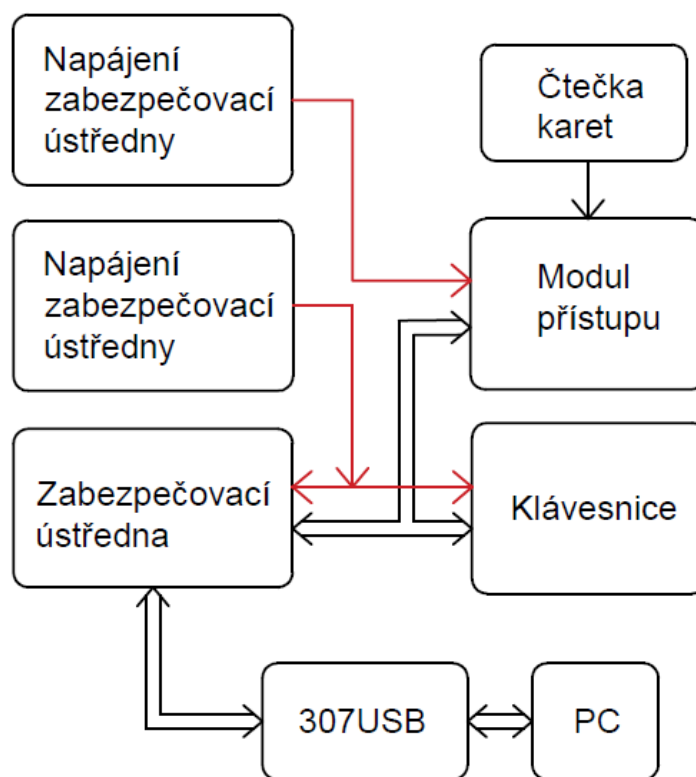 Napájení
zabezpečovací
ústředny
Čtečka
karet
Napájení
zabezpečovací
ústředny
Modul
přístupu
Zabezpečovací
ústředna
Klávesnice
307USB
PC